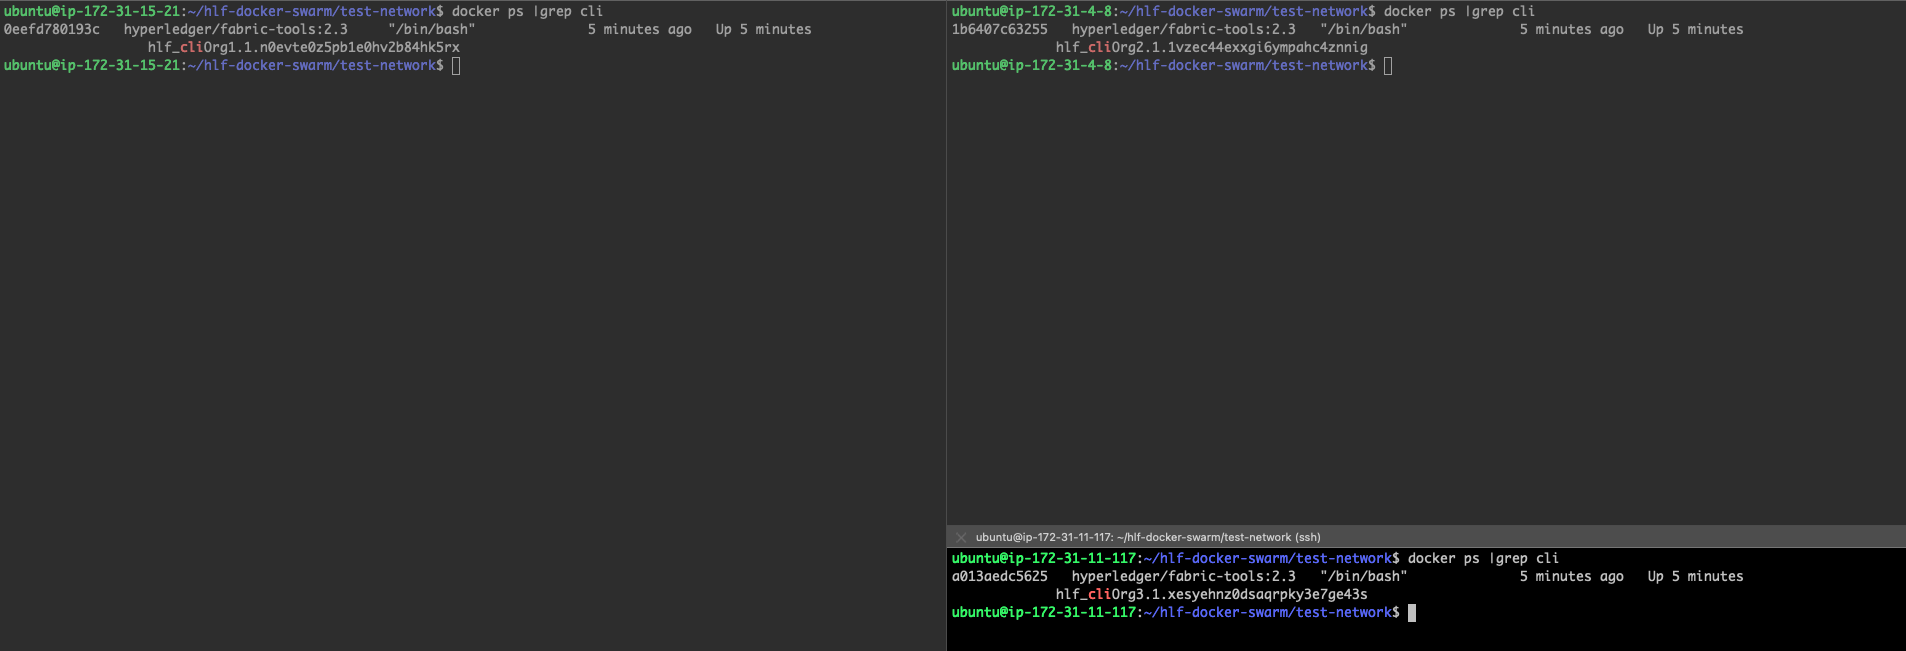 ubuntu@ip-172-31-15-21:~/hlf-docker-swarm/test-network$ docker ps |grep cli
0eefd780193c   hyperledger/fabric-tools:2.3     "/bin/bash"              5 minutes ago   Up 5 minutes
hlf_cliOrg1.1.n0evte0z5pb1e0hv2b84hk5rx
ubuntu@ip-172-31-15-21:~/hlf-docker-swarm/test-network$
ubuntu@ip-172-31-4-8:~/hlf-docker-swarm/test-network$ docker ps |grep cli
1b6407c63255   hyperledger/fabric-tools:2.3   "/bin/bash"              5 minutes ago   Up 5 minutes
hlf_cliOrg2.1.1vzec44exxgi6ympahc4znnig
ubuntu@ip-172-31-4-8:~/hlf-docker-swarm/test-network$
ubuntu@ip-172-31-11-117: ~/hlf-docker-swarm/test-network (ssh)
ubuntu@ip-172-31-11-117:~/hlf-docker-swarm/test-network$ docker ps |grep cli
a013aedc5625   hyperledger/fabric-tools:2.3   "/bin/bash"              5 minutes ago   Up 5 minutes
hlf_cliOrg3.1.xesyehnz0dsaqrpky3e7ge43s
ubuntu@ip-172-31-11-117:~/hlf-docker-swarm/test-network$